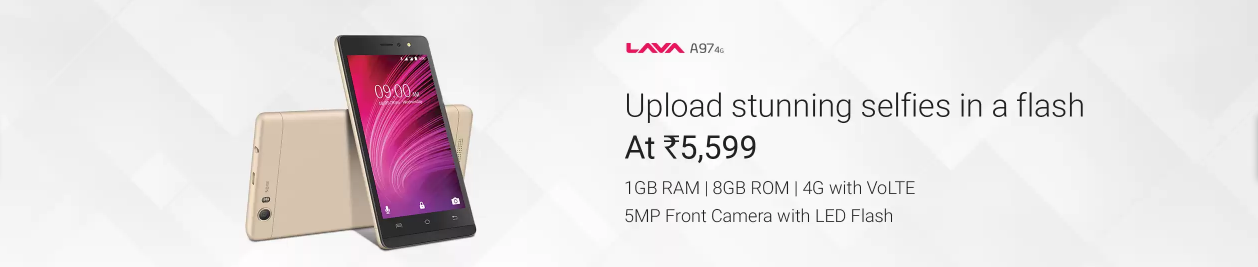 LAVA A97 4G
Upload stunning selfies in a flash
At ₹5,599
1GB RAM | 8GB ROM | 4G with VoLTE
5MP Front Camera with LED Flash
09:00 AM